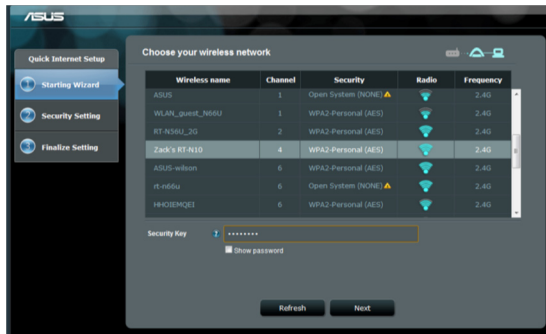 ASUS
Quick Internet Setup
1 Starting Wizard
2 Security Setting
3 Finalize Setting
Choose your wireless network
Wireless name Channel Security Radio Frequency
ASUS 1 Open System (NONE) 2.4G
WLAN_guest_N66U 1 WPA2-Personal (AES) 2.4G
RT-N56U_2G 2 WPA2-Personal (AES) 2.4G
Zack's RT-N10 4 WPA2-Personal (AES) 2.4G
ASUS-wilson 6 WPA2-Personal (AES) 2.4G
rt-n66u 6 Open System (NONE) 2.4G
HHOIEMQEI 6 WPA2-Personal (AES) 2.4G
Security Key ? ••••••••
Show password
Refresh Next